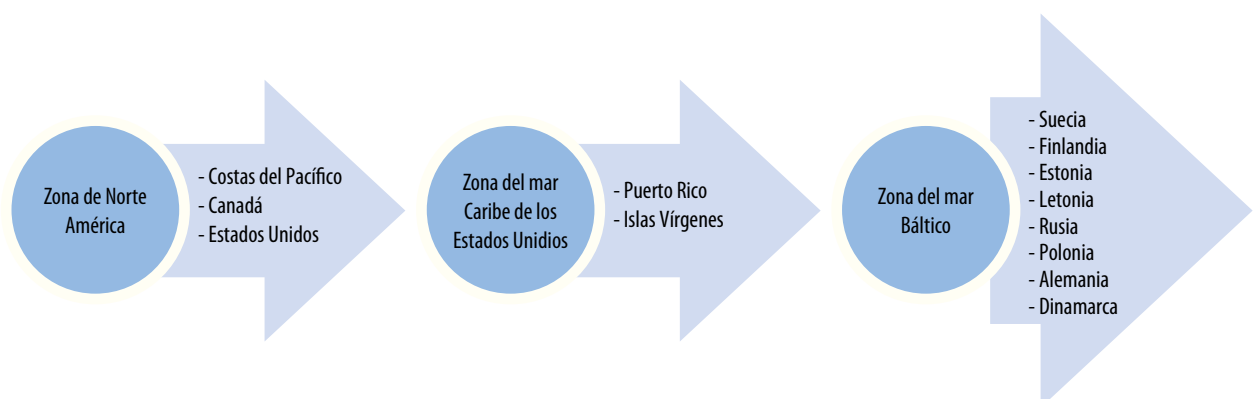 Zona de Norte
América
- Costas del Pacífico
- Canadá
- Estados Unidos
Zona del mar
Caribe de los
Estados Unidios
- Puerto Rico
- Islas Vírgenes
Zona del mar
Báltico
- Suecia
- Finlandia
- Estonia
- Letonia
- Rusia
- Polonia
- Alemania
- Dinamarca